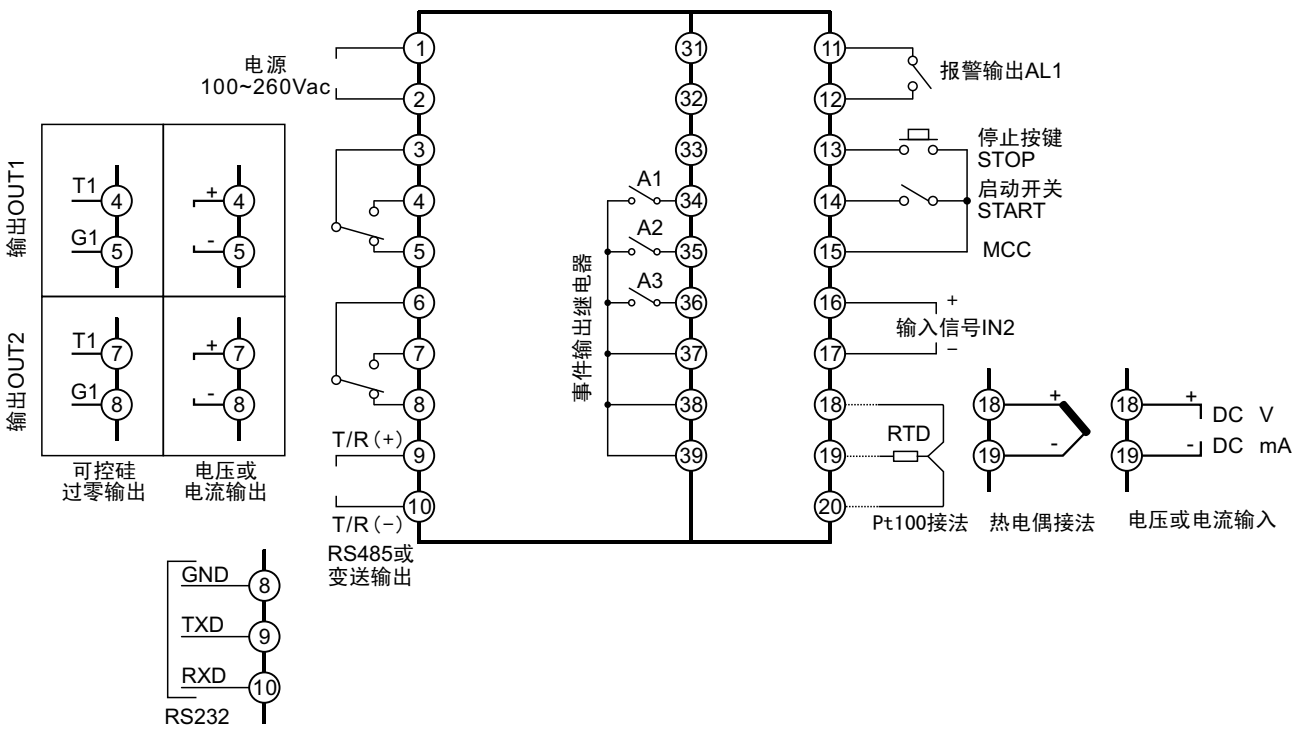 电源
100~260Vac
1
2
3
4
5
6
7
8
9
10
T/R(+)
T/R(-)
RS485或
变送输出
输出OUT1
T1
4
G1
5
+
4
-
5
输出OUT2
T1
7
G1
8
+
7
-
8
可控硅
过零输出
电压或
电流输出
GND
8
TXD
9
RXD
10
RS232
31
32
33
34
35
36
37
38
39
A1
A2
A3
事件输出继电器
11
12
13
14
15
16
17
18
19
20
报警输出AL1
停止按键
STOP
启动开关
START
MCC
+
输入信号IN2
-
RTD
Pt100接法
18
+
19
-
热电偶接法
18
+
DC V
19
-
DC mA
电压或电流输入